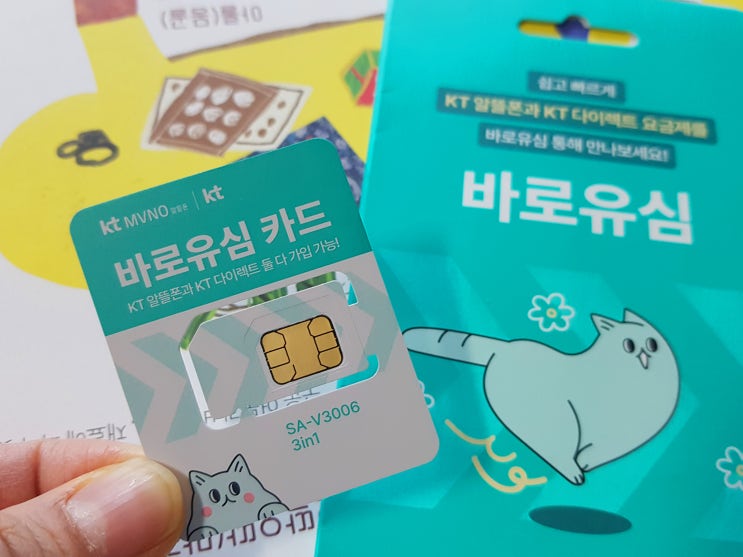 (운몽)
쉽고 빠르게
KT 알뜰폰과 KT 다이렉트 요금제를
바로유심 통해 만나보세요!
바로유심
kt MVNO 알뜰폰 | kt
바로유심 카드
KT 알뜰폰과 KT 다이렉트 둘 다 가입 가능!
SA-V3006
3in1